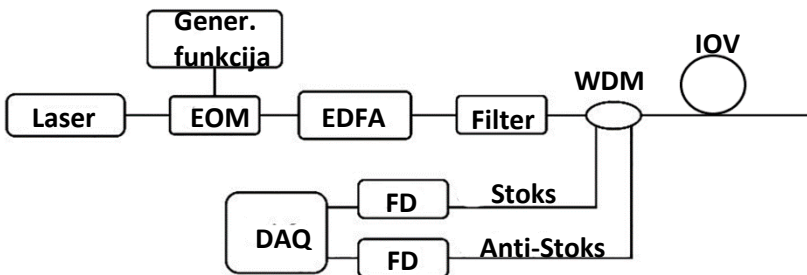 Gener.
funkcija
IOV
WDM
Laser
EOM
EDFA
Filter
FD
Stoks
DAQ
FD
Anti-Stoks